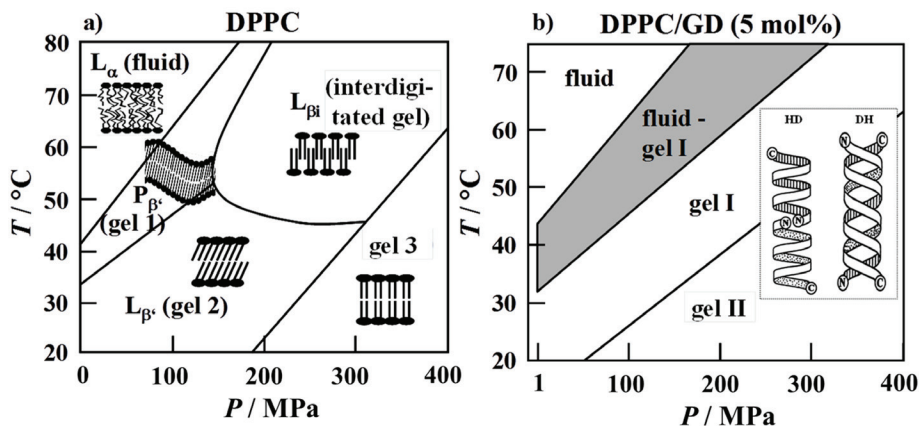 a)
DPPC
80
70
60
50
40
30
20
T / °C
Lα (fluid)
Lβi
(interdigi-
tated gel)
Pβ‘
(gel 1)
gel 3
Lβ‘ (gel 2)
0
100
200
300
400
P / MPa
b)
DPPC/GD (5 mol%)
70
60
50
40
30
20
T / °C
fluid
fluid -
gel I
gel I
gel II
HD
DH
C
N
N
C
N
C
N
C
1
100
200
300
400
P / MPa